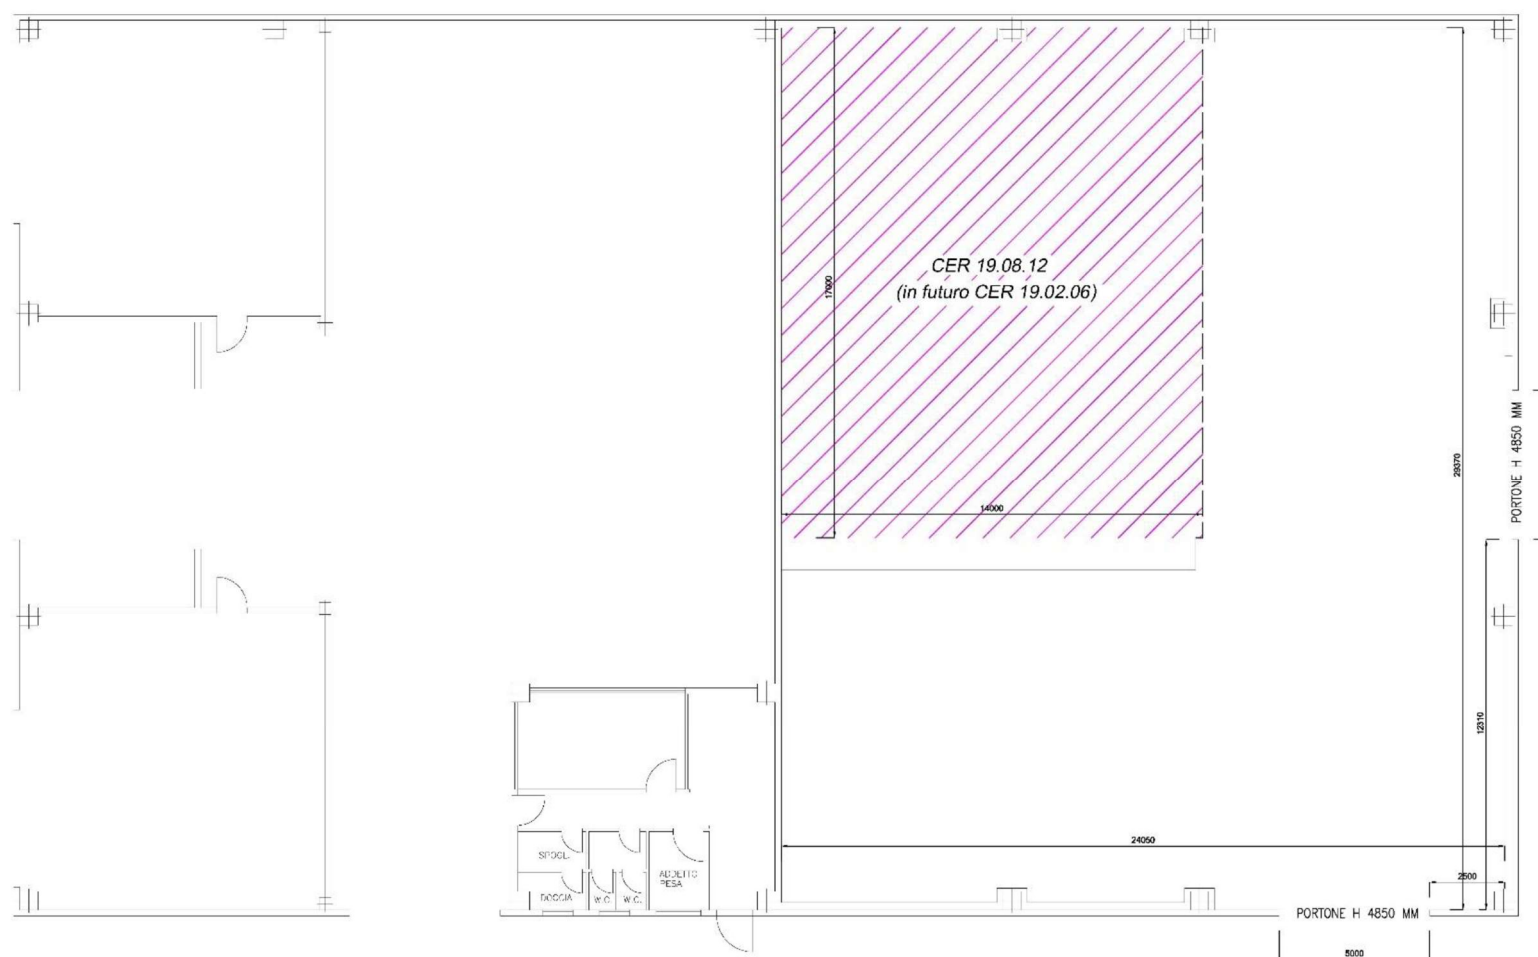 CER 19.08.12
(in futuro CER 19.02.06)
17000
14000
29370
PORTONE H 4850 MM
12310
24050
2500
SPOGL.
DOCCIA
W.C.
W.C.
ADDETTO
PESA
PORTONE H 4850 MM
5000